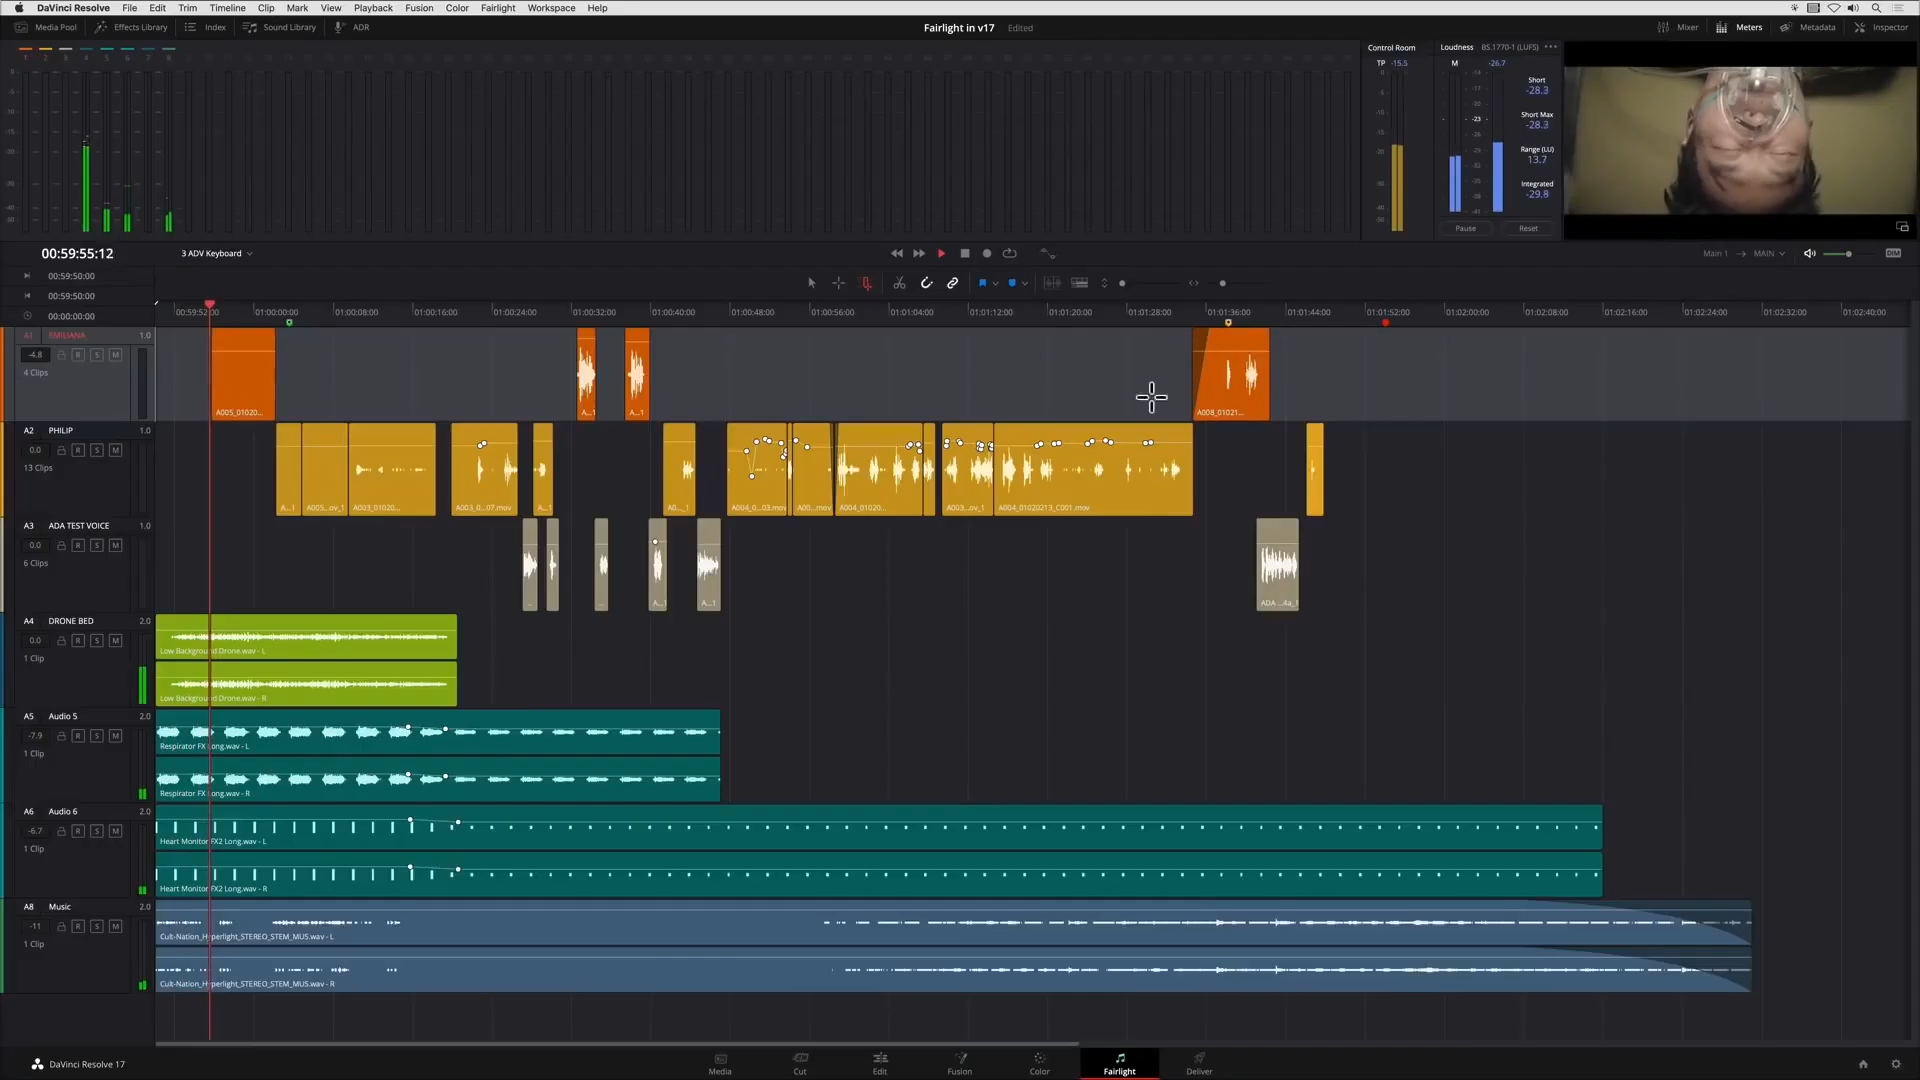 DaVinci Resolve File Edit Trim Timeline Clip Mark View Playback Fusion Color Fairlight Workspace Help
Media Pool Effects Library Index Sound Library ADR Fairlight in v17 Edited Mixer Meters Metadata Inspector
Control Room Loudness BS.1770-1 (LUFS)
TP -15.5 M -26.7
Short
-28.3
Short Max
-28.3
Range (LU)
13.7
Integrated
-29.8
Pause Reset
00:59:55:12 3 ADV Keyboard Main 1 MAIN DIM
00:59:50:00
00:59:50:00
00:00:00:00
00:59:52 01:00:00:00 01:00:08:00 01:00:16:00 01:00:24:00 01:00:32:00 01:00:40:00 01:00:48:00 01:00:56:00 01:01:04:00 01:01:12:00 01:01:20:00 01:01:28:00 01:01:36:00 01:01:44:00 01:01:52:00 01:02:00:00 01:02:08:00 01:02:16:00 01:02:24:00 01:02:32:00 01:02:40:00
A1 EMILIANA 1.0
-4.8 R S M
4 Clips
A005_01020... A...1 A...1 A008_01021...
A2 PHILIP 1.0
0.0 R S M
13 Clips
A...1 A005...ov_1 A003_01020... A003_0...07.mov A...1 A0..._1 A004_0...03.mov A00...mov A004_01020... A003...ov_1 A004_01020213_C001.mov
A3 ADA TEST VOICE 1.0
0.0 R S M
6 Clips
... ... A...1 A...1 ADA ...4a_1
A4 DRONE BED 2.0
0.0 R S M
1 Clip
Low Background Drone.wav - L
Low Background Drone.wav - R
A5 Audio 5 2.0
-7.9 R S M
1 Clip
Respirator FX Long.wav - L
Respirator FX Long.wav - R
A6 Audio 6 2.0
-6.7 R S M
1 Clip
Heart Monitor FX2 Long.wav - L
Heart Monitor FX2 Long.wav - R
A8 Music 2.0
-11 R S M
1 Clip
Cult-Nation_Hyperlight_STEREO_STEM_MUS.wav - L
Cult-Nation_Hyperlight_STEREO_STEM_MUS.wav - R
DaVinci Resolve 17 Media Cut Edit Fusion Color Fairlight Deliver